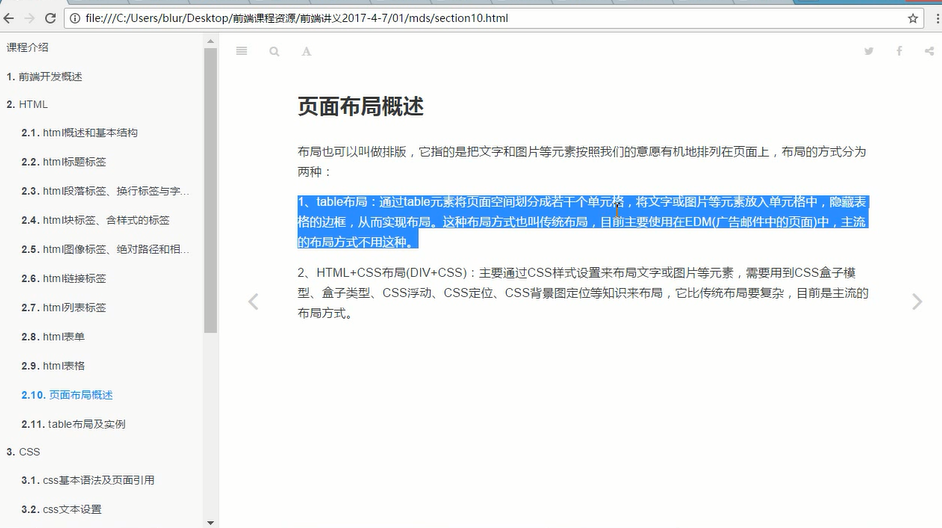 file:///C:/Users/blur/Desktop/前端课程资源/前端讲义2017-4-7/01/mds/section10.html
课程介绍
1. 前端开发概述
2. HTML
2.1. html概述和基本结构
2.2. html标题标签
2.3. html段落标签、换行标签与字...
2.4. html块标签、含样式的标签
2.5. html图像标签、绝对路径和相...
2.6. html链接标签
2.7. html列表标签
2.8. html表单
2.9. html表格
2.10. 页面布局概述
2.11. table布局及实例
3. CSS
3.1. css基本语法及页面引用
3.2. css文本设置
A
页面布局概述
布局也可以叫做排版，它指的是把文字和图片等元素按照我们的意愿有机地排列在页面上，布局的方式分为
两种：
1、table布局：通过table元素将页面空间划分成若干个单元格，将文字或图片等元素放入单元格中，隐藏表
格的边框，从而实现布局。这种布局方式也叫传统布局，目前主要使用在EDM(广告邮件中的页面)中，主流
的布局方式不用这种。
2、HTML+CSS布局(DIV+CSS)：主要通过CSS样式设置来布局文字或图片等元素，需要用到CSS盒子模
型、盒子类型、CSS浮动、CSS定位、CSS背景图定位等知识来布局，它比传统布局要复杂，目前是主流的
布局方式。